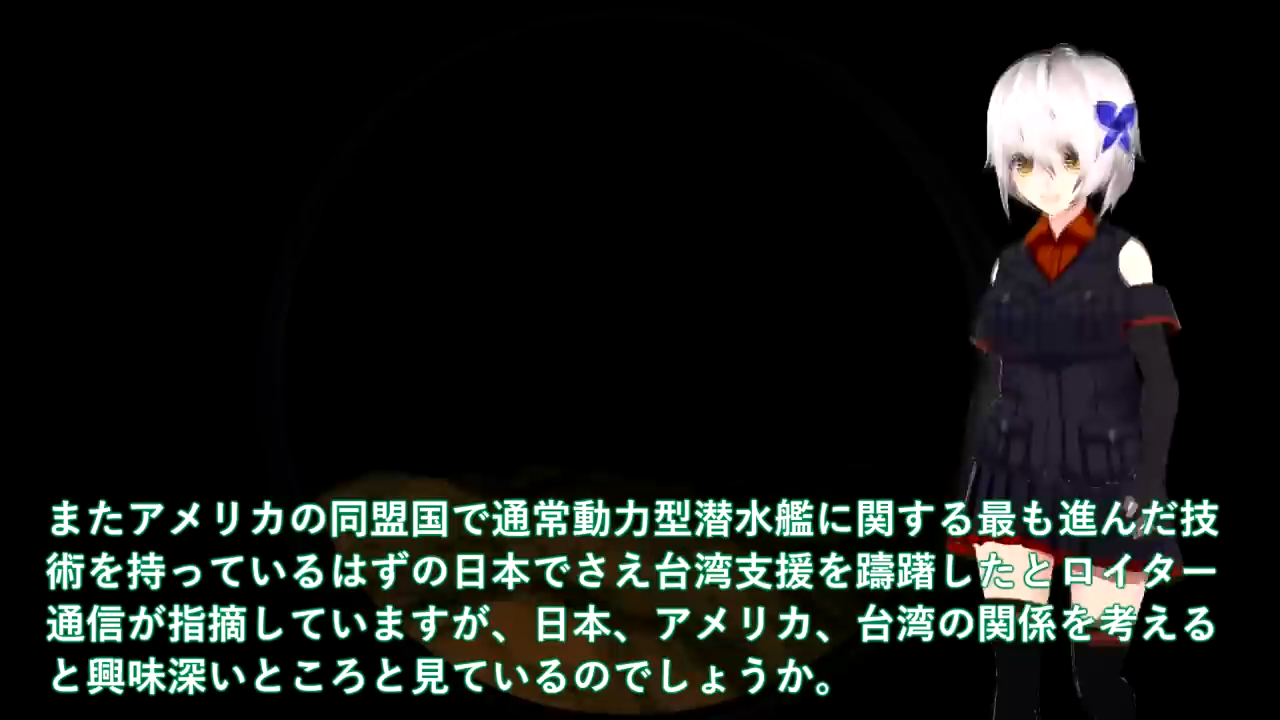 またアメリカの同盟国で通常動力型潜水艦に関する最も進んだ技
術を持っているはずの日本でさえ台湾支援を躊躇したとロイター
通信が指摘していますが、日本、アメリカ、台湾の関係を考える
と興味深いところと見ているのでしょうか。